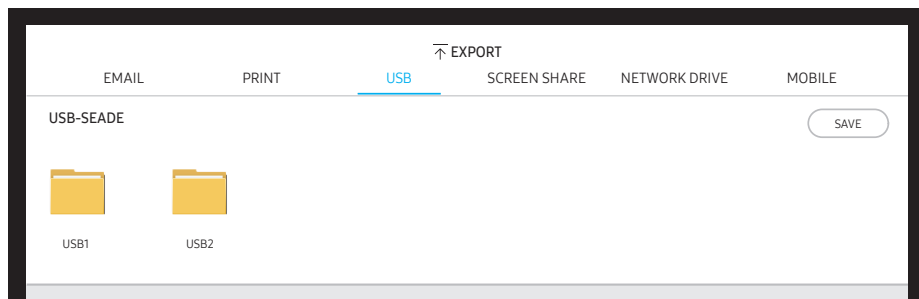 EXPORT
EMAIL PRINT USB SCREEN SHARE NETWORK DRIVE MOBILE
USB-SEADE SAVE
USB1 USB2